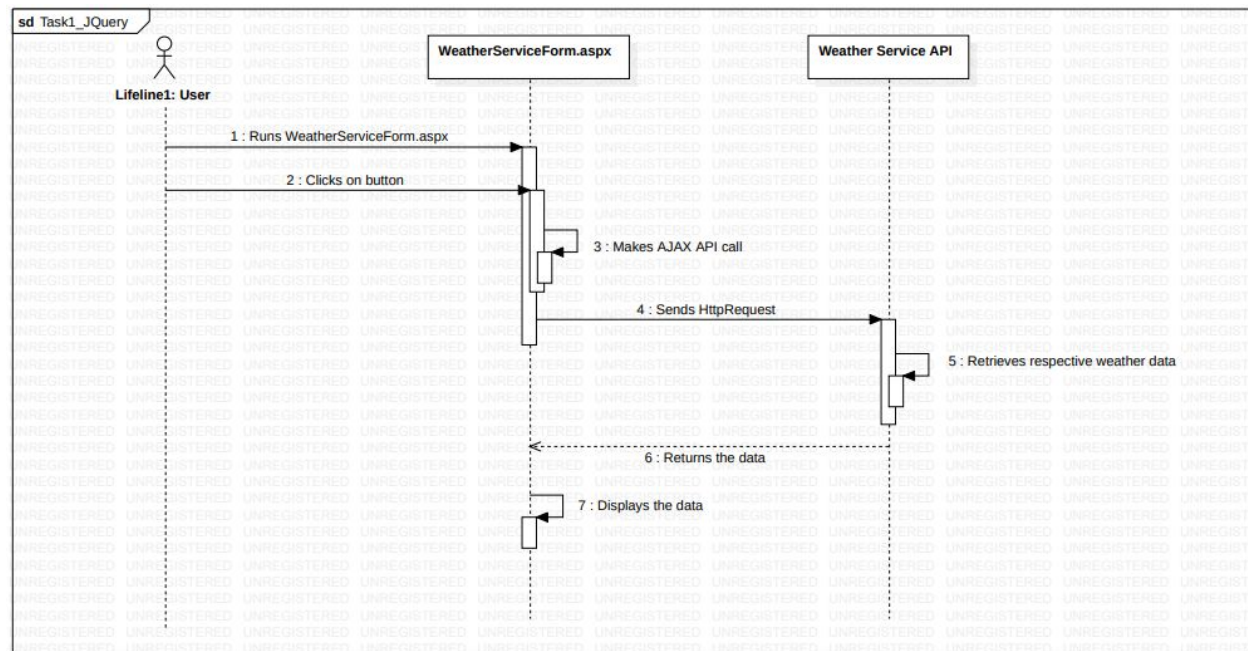 sd Task1_JQuery
WeatherServiceForm.aspx
Weather Service API
Lifeline1: User
1 : Runs WeatherServiceForm.aspx
2 : Clicks on button
3 : Makes AJAX API call
4 : Sends HttpRequest
5 : Retrieves respective weather data
6 : Returns the data
7 : Displays the data
UNREGISTERED